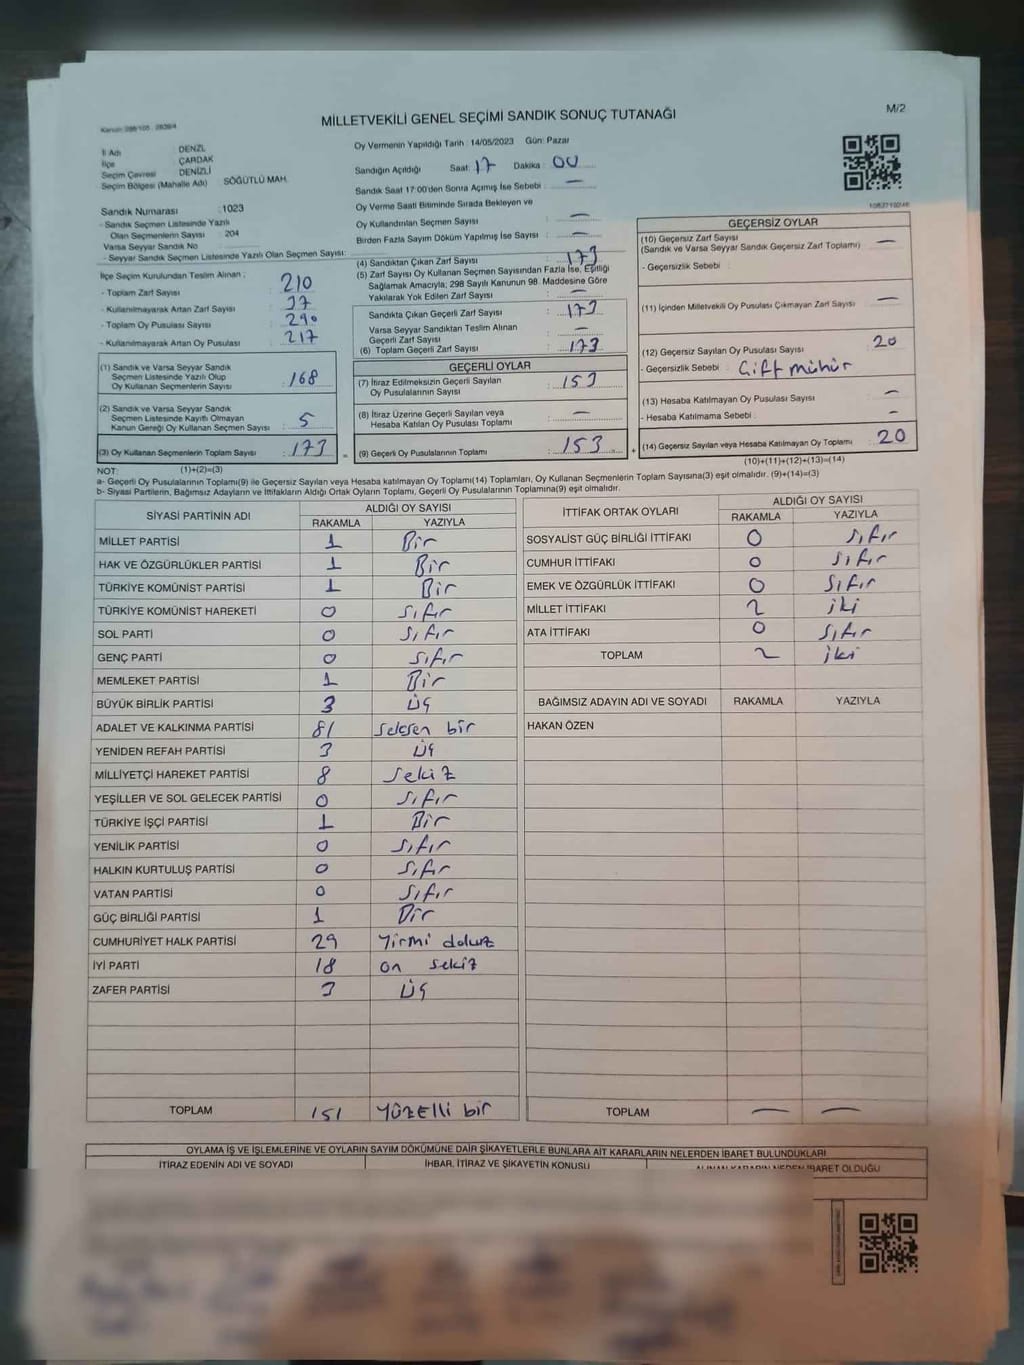 Kanun: 298/105 - 2839/4
MİLLETVEKİLİ GENEL SEÇİMİ SANDIK SONUÇ TUTANAĞI
M/2
İl Adı : DENZL
İlçe : ÇARDAK
Seçim Çevresi : DENİZLİ
Seçim Bölgesi (Mahalle Adı) : SÖĞÜTLÜ MAH.
Sandık Numarası : 1023
- Sandık Seçmen Listesinde Yazılı
Olan Seçmenlerin Sayısı : 204
Varsa Seyyar Sandık No
- Seyyar Sandık Seçmen Listesinde Yazılı Olan Seçmen Sayısı:
İlçe Seçim Kurulundan Teslim Alınan :
- Toplam Zarf Sayısı 210
- Kullanılmayarak Artan Zarf Sayısı : 37
- Toplam Oy Pusulası Sayısı : 290
- Kullanılmayarak Artan Oy Pusulası : 217
(1) Sandık ve Varsa Seyyar Sandık
Seçmen Listesinde Yazılı Olup
Oy Kullanan Seçmenlerin Sayısı : 168
(2) Sandık ve Varsa Seyyar Sandık
Seçmen Listesinde Kayıtlı Olmayan
Kanun Gereği Oy Kullanan Seçmen Sayısı : 5
(3) Oy Kullanan Seçmenlerin Toplam Sayısı : 173 =
Oy Vermenin Yapıldığı Tarih : 14/05/2023 Gün: Pazar
Sandığın Açıldığı Saat: 17 Dakika : 00
Sandık Saat 17:00'den Sonra Açımış İse Sebebi : —
Oy Verme Saati Bitiminde Sırada Bekleyen ve
Oy Kullandırılan Seçmen Sayısı : —
Birden Fazla Sayım Döküm Yapılmış İse Sayısı : —
(4) Sandıktan Çıkan Zarf Sayısı : 173
(5) Zarf Sayısı Oy Kullanan Seçmen Sayısından Fazla İse, Eşitliği
Sağlamak Amacıyla; 298 Sayılı Kanunun 98. Maddesine Göre
Yakılarak Yok Edilen Zarf Sayısı : —
Sandıkta Çıkan Geçerli Zarf Sayısı : 173
Varsa Seyyar Sandıktan Teslim Alınan
Geçerli Zarf Sayısı : —
(6) Toplam Geçerli Zarf Sayısı : 173
GEÇERLİ OYLAR
(7) İtiraz Edilmeksizin Geçerli Sayılan
Oy Pusulalarının Sayısı : 153
(8) İtiraz Üzerine Geçerli Sayılan veya
Hesaba Katılan Oy Pusulası Toplamı : —
(9) Geçerli Oy Pusulalarının Toplamı : 153 +
1082710246
GEÇERSİZ OYLAR
(10) Geçersiz Zarf Sayısı : —
(Sandık ve Varsa Seyyar Sandık Geçersiz Zarf Toplamı)
- Geçersizlik Sebebi :
(11) İçinden Milletvekili Oy Pusulası Çıkmayan Zarf Sayısı : —
(12) Geçersiz Sayılan Oy Pusulası Sayısı : 20
- Geçersizlik Sebebi : Çift mühür
(13) Hesaba Katılmayan Oy Pusulası Sayısı : —
- Hesaba Katılmama Sebebi : —
(14) Geçersiz Sayılan veya Hesaba Katılmayan Oy Toplamı : 20
NOT: (1)+(2)=(3)
(10)+(11)+(12)+(13)=(14)
a- Geçerli Oy Pusulalarının Toplamı(9) ile Geçersiz Sayılan veya Hesaba katılmayan Oy Toplamı(14) Toplamları, Oy Kullanan Seçmenlerin Toplam Sayısına(3) eşit olmalıdır. (9)+(14)=(3)
b- Siyasi Partilerin, Bağımsız Adayların ve İttifakların Aldığı Ortak Oyların Toplamı, Geçerli Oy Pusulalarının Toplamına(9) eşit olmalıdır.
SİYASİ PARTİNİN ADI ALDIĞI OY SAYISI
RAKAMLA YAZIYLA
MİLLET PARTİSİ 1 Bir
HAK VE ÖZGÜRLÜKLER PARTİSİ 1 Bir
TÜRKİYE KOMÜNİST PARTİSİ 1 Bir
TÜRKİYE KOMÜNİST HAREKETİ 0 Sıfır
SOL PARTİ 0 Sıfır
GENÇ PARTİ 0 Sıfır
MEMLEKET PARTİSİ 1 Bir
BÜYÜK BİRLİK PARTİSİ 3 Üç
ADALET VE KALKINMA PARTİSİ 81 Seksen bir
YENİDEN REFAH PARTİSİ 3 Üç
MİLLİYETÇİ HAREKET PARTİSİ 8 Sekiz
YEŞİLLER VE SOL GELECEK PARTİSİ 0 Sıfır
TÜRKİYE İŞÇİ PARTİSİ 1 Bir
YENİLİK PARTİSİ 0 Sıfır
HALKIN KURTULUŞ PARTİSİ 0 Sıfır
VATAN PARTİSİ 0 Sıfır
GÜÇ BİRLİĞİ PARTİSİ 1 Bir
CUMHURİYET HALK PARTİSİ 29 Yirmi dokuz
İYİ PARTİ 18 on sekiz
ZAFER PARTİSİ 3 Üç
TOPLAM 151 Yüzelli bir
İTTİFAK ORTAK OYLARI ALDIĞI OY SAYISI
RAKAMLA YAZIYLA
SOSYALİST GÜÇ BİRLİĞİ İTTİFAKI 0 Sıfır
CUMHUR İTTİFAKI 0 Sıfır
EMEK VE ÖZGÜRLÜK İTTİFAKI 0 Sıfır
MİLLET İTTİFAKI 2 iki
ATA İTTİFAKI 0 Sıfır
TOPLAM 2 iki
BAĞIMSIZ ADAYIN ADI VE SOYADI RAKAMLA YAZIYLA
HAKAN ÖZEN
TOPLAM — —
OYLAMA İŞ VE İŞLEMLERİNE VE OYLARIN SAYIM DÖKÜMÜNE DAİR ŞİKAYETLERLE BUNLARA AİT KARARLARIN NELERDEN İBARET BULUNDUKLARI
İTİRAZ EDENİN ADI VE SOYADI İHBAR, İTİRAZ VE ŞİKAYETİN KONUSU ALINAN KARARIN NEDEN İBARET OLDUĞU